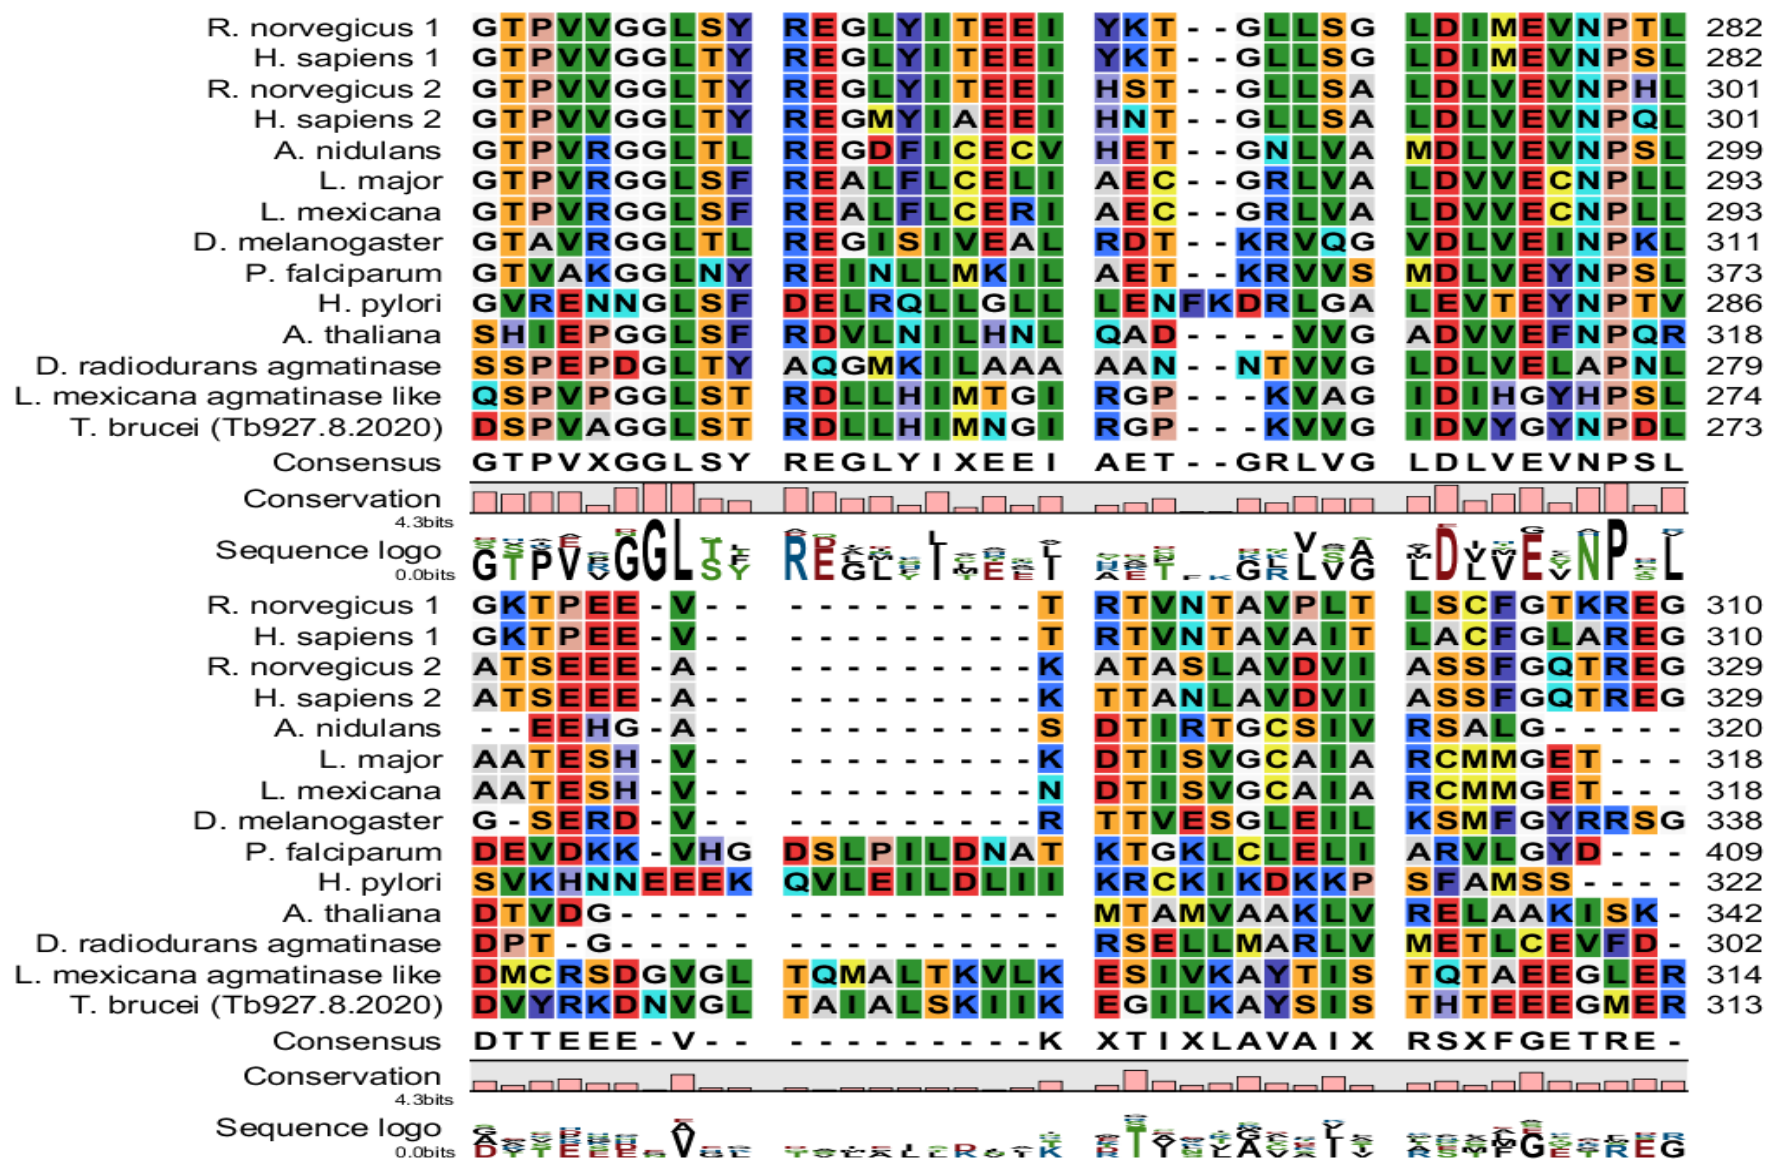 R. norvegicus 1 GTPVVGGLSY REGLYITEEI YKT--GLLSG LDIMEVNPTL 282
H. sapiens 1 GTPVVGGLTY REGLYITEEI YKT--GLLSG LDIMEVNPSL 282
R. norvegicus 2 GTPVVGGLTY REGLYITEEI HST--GLLSA LDLVEVNPHL 301
H. sapiens 2 GTPVVGGLTY REGMYIAEEI HNT--GLLSA LDLVEVNPQL 301
A. nidulans GTPVRGGLTL REGDFICECV HET--GNLVA MDLVEVNPSL 299
L. major GTPVRGGLSF REALFLCELI AEC--GRLVA LDVVECNPLL 293
L. mexicana GTPVRGGLSF REALFLCERI AEC--GRLVA LDVVECNPLL 293
D. melanogaster GTAVRGGLTL REGISIVEAL RDT--KRVQG VDLVEINPKL 311
P. falciparum GTVAKGGLNY REINLLMKIL AET--KRVVS MDLVEYNPSL 373
H. pylori GVRENNGLSF DELRQLLGLL LENFKDRLGA LEVTEYNPTV 286
A. thaliana SHIEPGGLSF RDVLNILHNL QAD----VVG ADVVEFNPQR 318
D. radiodurans agmatinase SSPEPDGLTY AQGMKILAAA AAN--NTVVG LDLVELAPNL 279
L. mexicana agmatinase like QSPVPGGLST RDLLHIMTGI RGP---KVAG IDIHGYHPSL 274
T. brucei (Tb927.8.2020) DSPVAGGLST RDLLHIMNGI RGP---KVVG IDVYGYNPDL 273
Consensus GTPVXGGLSY REGLYIXEEI AET--GRLVG LDLVEVNPSL
Conservation
4.3bits
Sequence logo
0.0bits
R. norvegicus 1 GKTPEE-V-- ---------T RTVNTAVPLT LSCFGTKREG 310
H. sapiens 1 GKTPEE-V-- ---------T RTVNTAVAIT LACFGLAREG 310
R. norvegicus 2 ATSEEE-A-- ---------K ATASLAVDVI ASSFGQTREG 329
H. sapiens 2 ATSEEE-A-- ---------K TTANLAVDVI ASSFGQTREG 329
A. nidulans --EEHG-A-- ---------S DTIRTGCSIV RSALG----- 320
L. major AATESH-V-- ---------K DTISVGCAIA RCMMGET--- 318
L. mexicana AATESH-V-- ---------N DTISVGCAIA RCMMGET--- 318
D. melanogaster G-SERD-V-- ---------R TTVESGLEIL KSMFGYRRSG 338
P. falciparum DEVDKK-VHG DSLPILDNAT KTGKLCLELI ARVLGYD--- 409
H. pylori SVKHNNEEEK QVLEILDLII KRCKIKDKKP SFAMSS---- 322
A. thaliana DTVDG----- ---------- MTAMVAAKLV RELAAKISK- 342
D. radiodurans agmatinase DPT-G----- ---------- RSELLMARLV METLCEVFD- 302
L. mexicana agmatinase like DMCRSDGVGL TQMALTKVLK ESIVKAYTIS TQTAEEGLER 314
T. brucei (Tb927.8.2020) DVYRKDNVGL TAIALSKIIK EGILKAYSIS THTEEEGMER 313
Consensus DTTEEE-V-- ---------K XTIXLAVAIX RSXFGETRE-
Conservation
4.3bits
Sequence logo
0.0bits